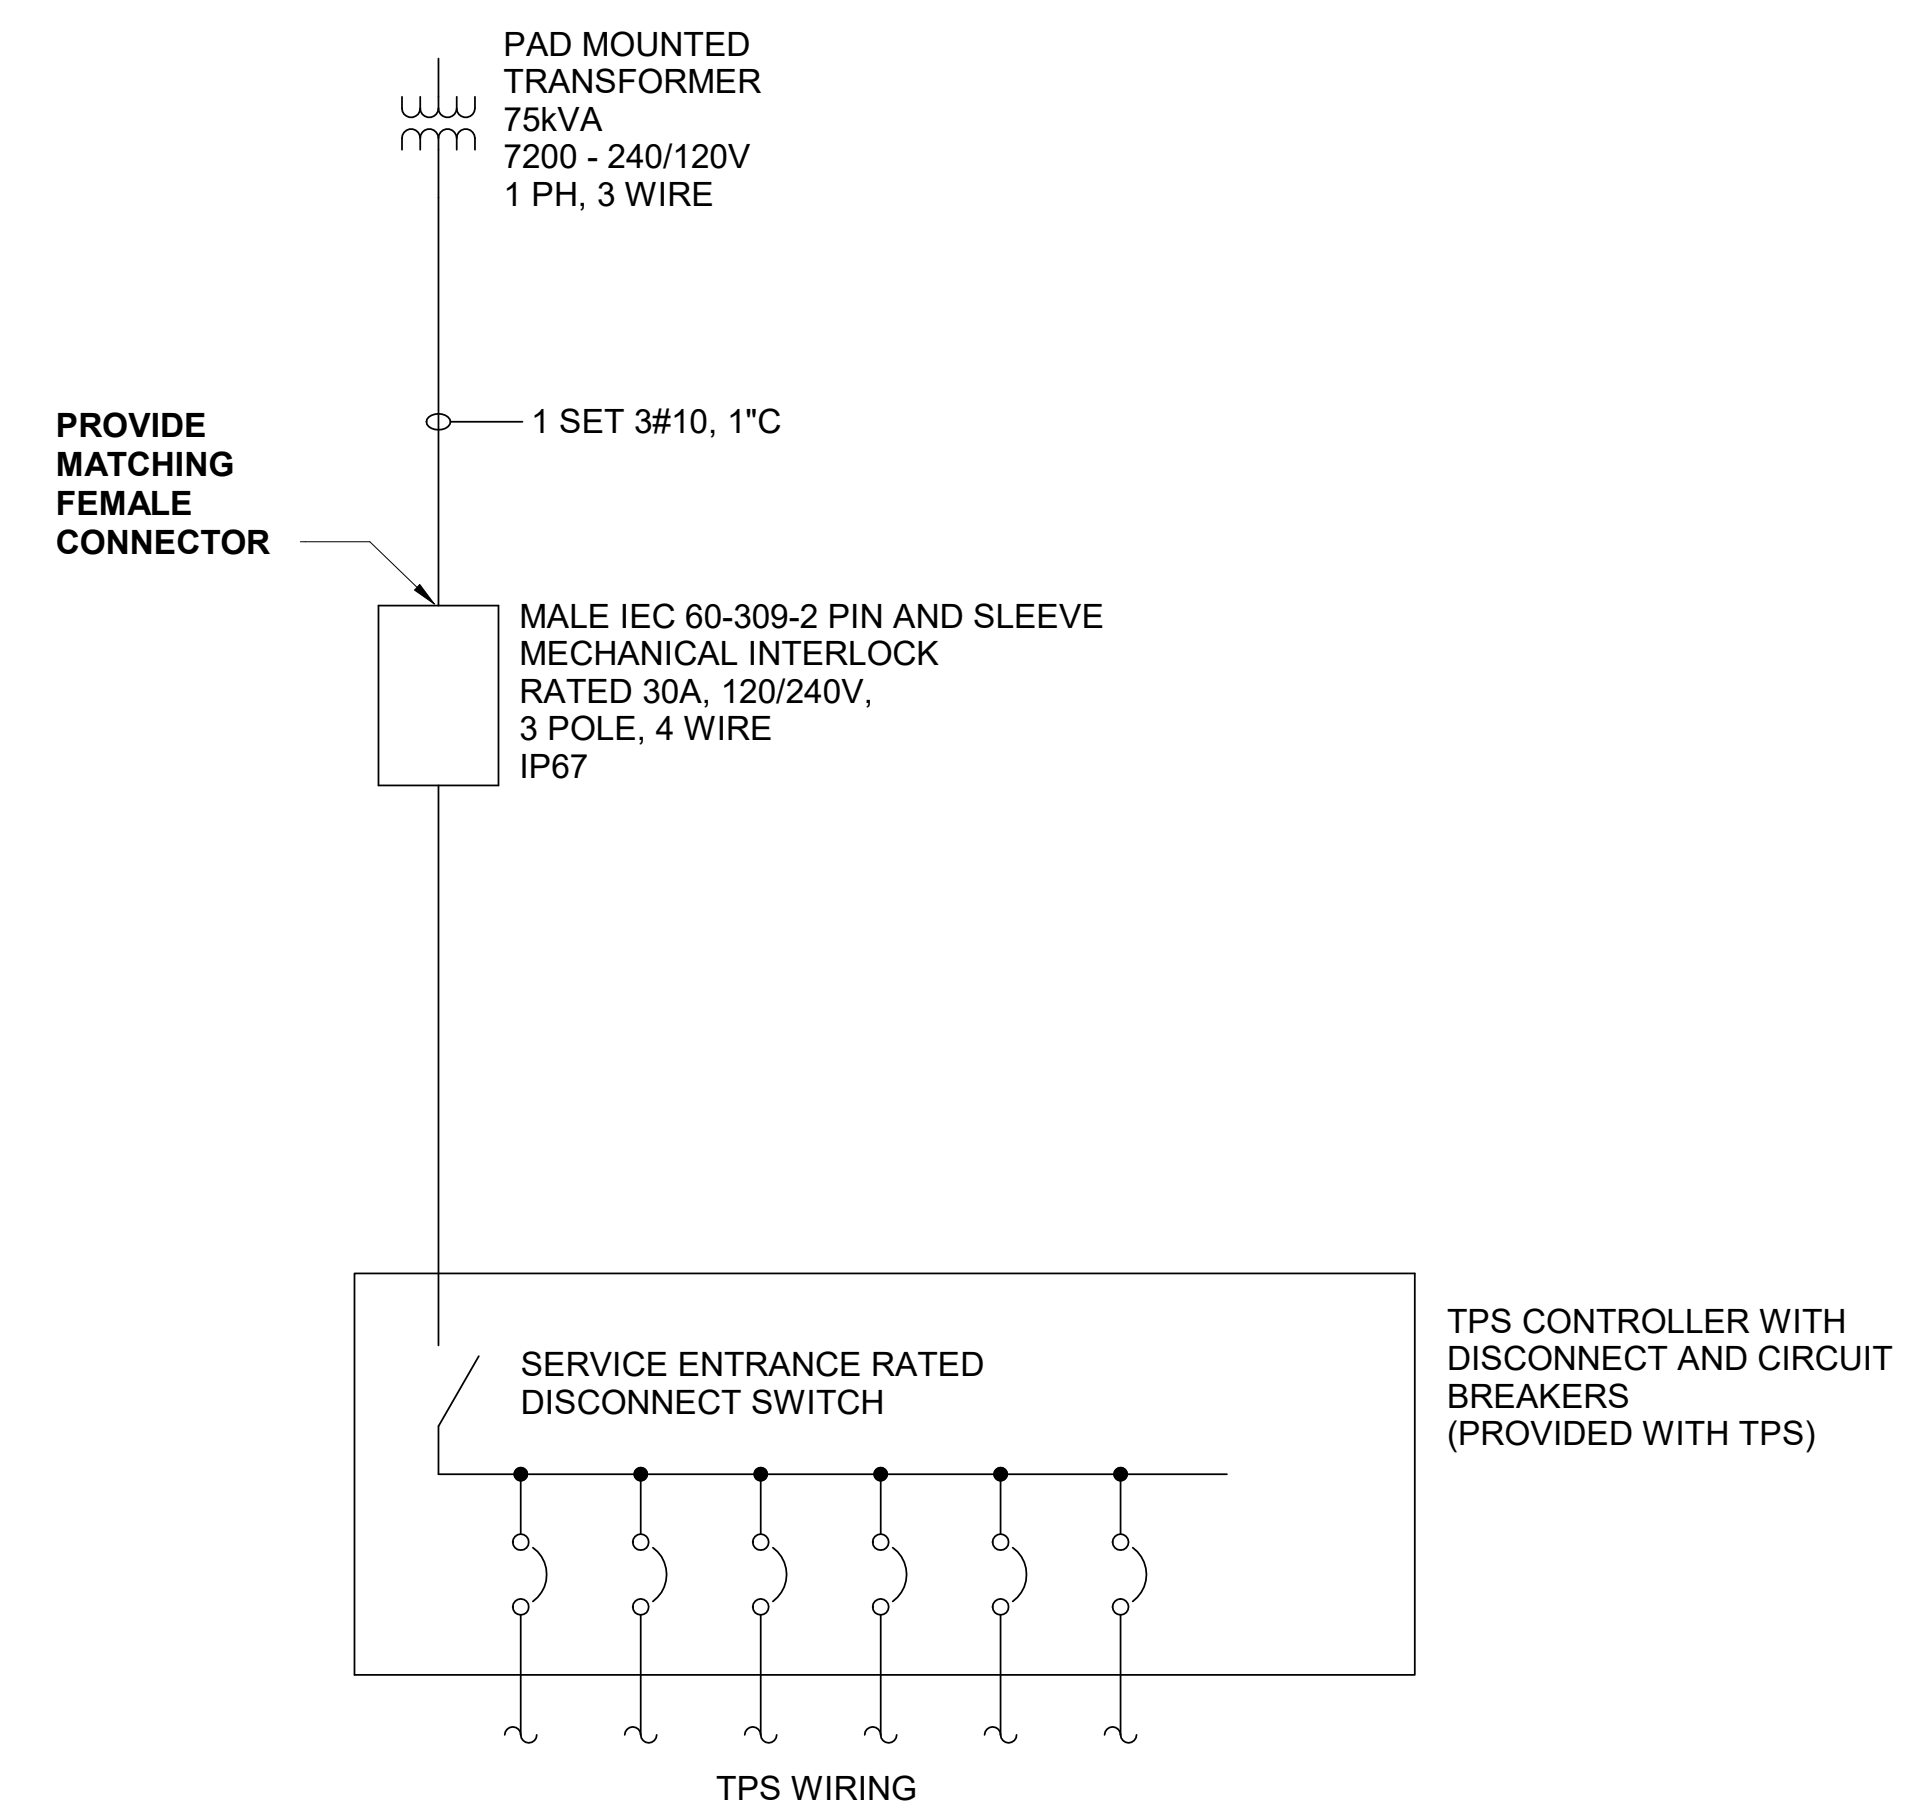 PAD MOUNTED
TRANSFORMER
75kVA
7200 - 240/120V
1 PH, 3 WIRE
1 SET 3#10, 1"C
PROVIDE
MATCHING
FEMALE
CONNECTOR
MALE IEC 60-309-2 PIN AND SLEEVE
MECHANICAL INTERLOCK
RATED 30A, 120/240V,
3 POLE, 4 WIRE
IP67
SERVICE ENTRANCE RATED
DISCONNECT SWITCH
TPS CONTROLLER WITH
DISCONNECT AND CIRCUIT
BREAKERS
(PROVIDED WITH TPS)
TPS WIRING